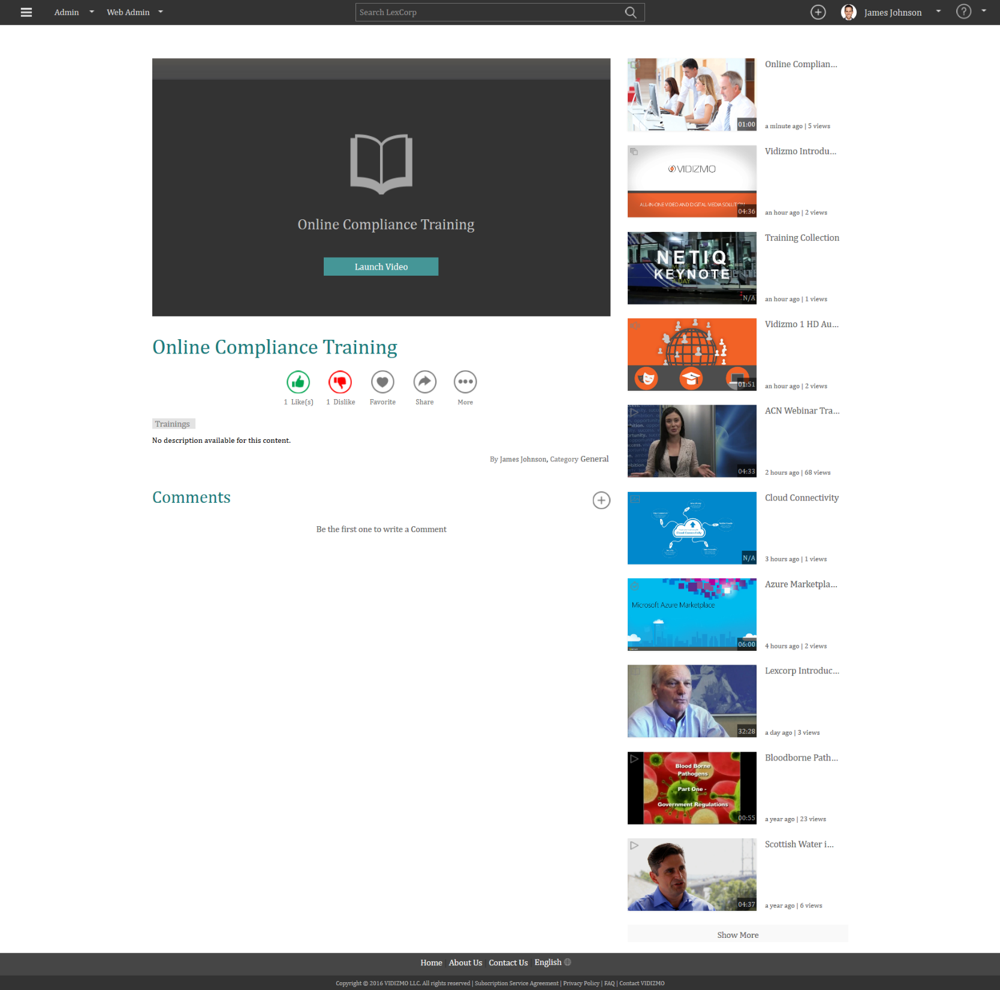 Admin
Web Admin
Search LexCorp
James Johnson
?
Online Compliance Training
Launch Video
Online Compliance Training
1 Like(s)
1 Dislike
Favorite
Share
More
Trainings
No description available for this content.
By James Johnson, Category General
Comments
Be the first one to write a Comment
Online Complian...
01:00
a minute ago | 5 views
Vidizmo Introdu...
VIDIZMO
ALL-IN-ONE VIDEO AND DIGITAL MEDIA SOLUTION
04:36
an hour ago | 2 views
Training Collection
NETIQ
KEYNOTE
N/A
an hour ago | 1 views
Vidizmo 1 HD Au...
01:51
an hour ago | 2 views
ACN Webinar Tra...
04:33
2 hours ago | 68 views
Cloud Connectivity
Cloud Connectivity
N/A
3 hours ago | 1 views
Azure Marketpla...
Microsoft Azure Marketplace
06:00
4 hours ago | 2 views
Lexcorp Introduc...
32:28
a day ago | 3 views
Bloodborne Path...
Blood Borne
Pathogens
Part One -
Government Regulations
00:55
a year ago | 23 views
Scottish Water i...
04:37
a year ago | 6 views
Show More
Home | About Us | Contact Us | English
Copyright © 2016 VIDIZMO LLC. All rights reserved | Subscription Service Agreement | Privacy Policy | FAQ | Contact VIDIZMO